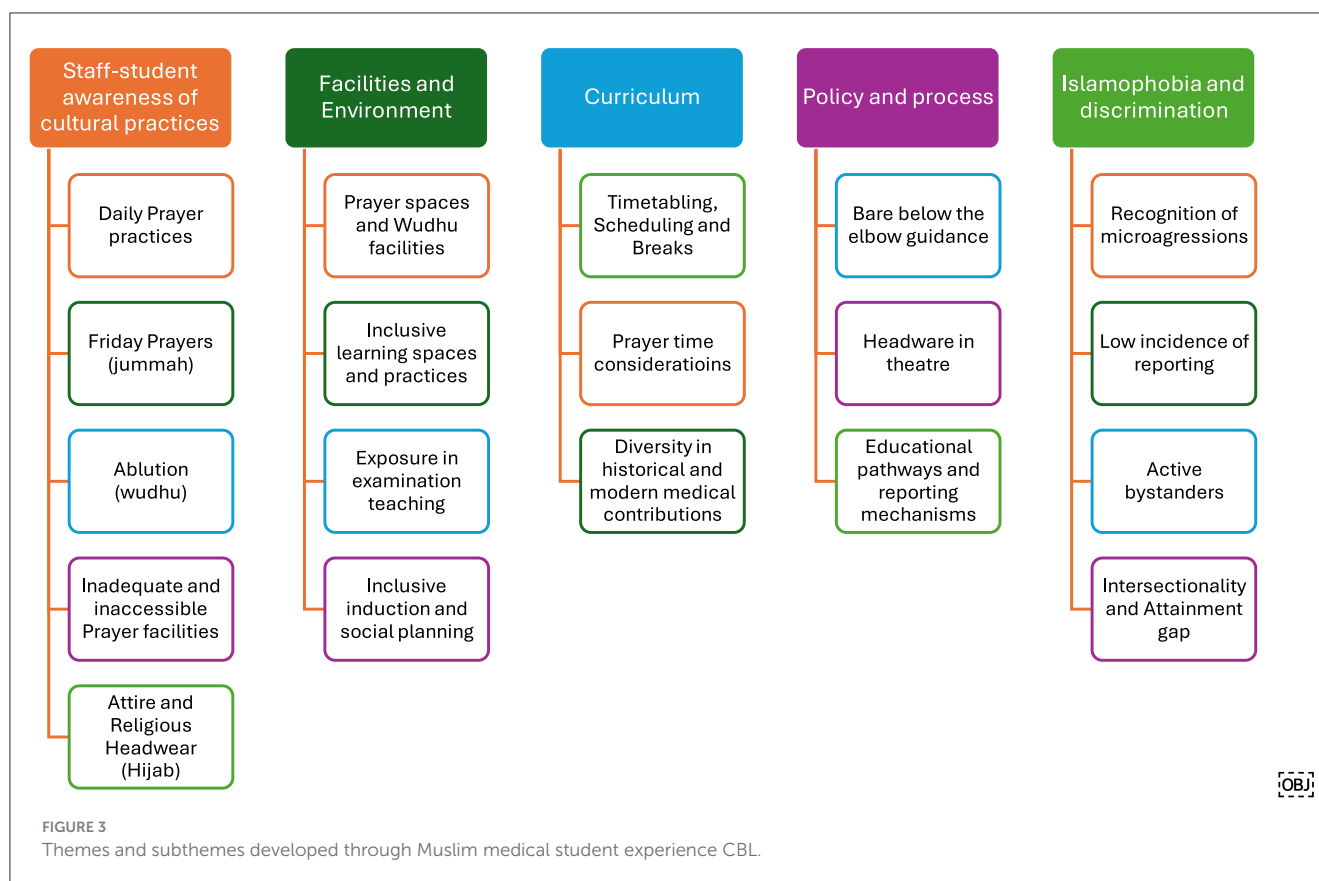 Staff-student
awareness of
cultural practices
Daily Prayer
practices
Friday Prayers
(jummah)
Ablution
(wudhu)
Inadequate and
inaccessible
Prayer facilities
Attire and
Religious
Headwear
(Hijab)
Facilities and
Environment
Prayer spaces
and Wudhu
facilities
Inclusive
learning spaces
and practices
Exposure in
examination
teaching
Inclusive
induction and
social planning
Curriculum
Timetabling,
Scheduling and
Breaks
Prayer time
consideratioins
Diversity in
historical and
modern medical
contributions
Policy and process
Bare below the
elbow guidance
Headware in
theatre
Educational
pathways and
reporting
mechanisms
Islamophobia and
discrimination
Recognition of
microagressions
Low incidence of
reporting
Active
bystanders
Intersectionality
and Attainment
gap
OBJ
FIGURE 3
Themes and subthemes developed through Muslim medical student experience CBL.